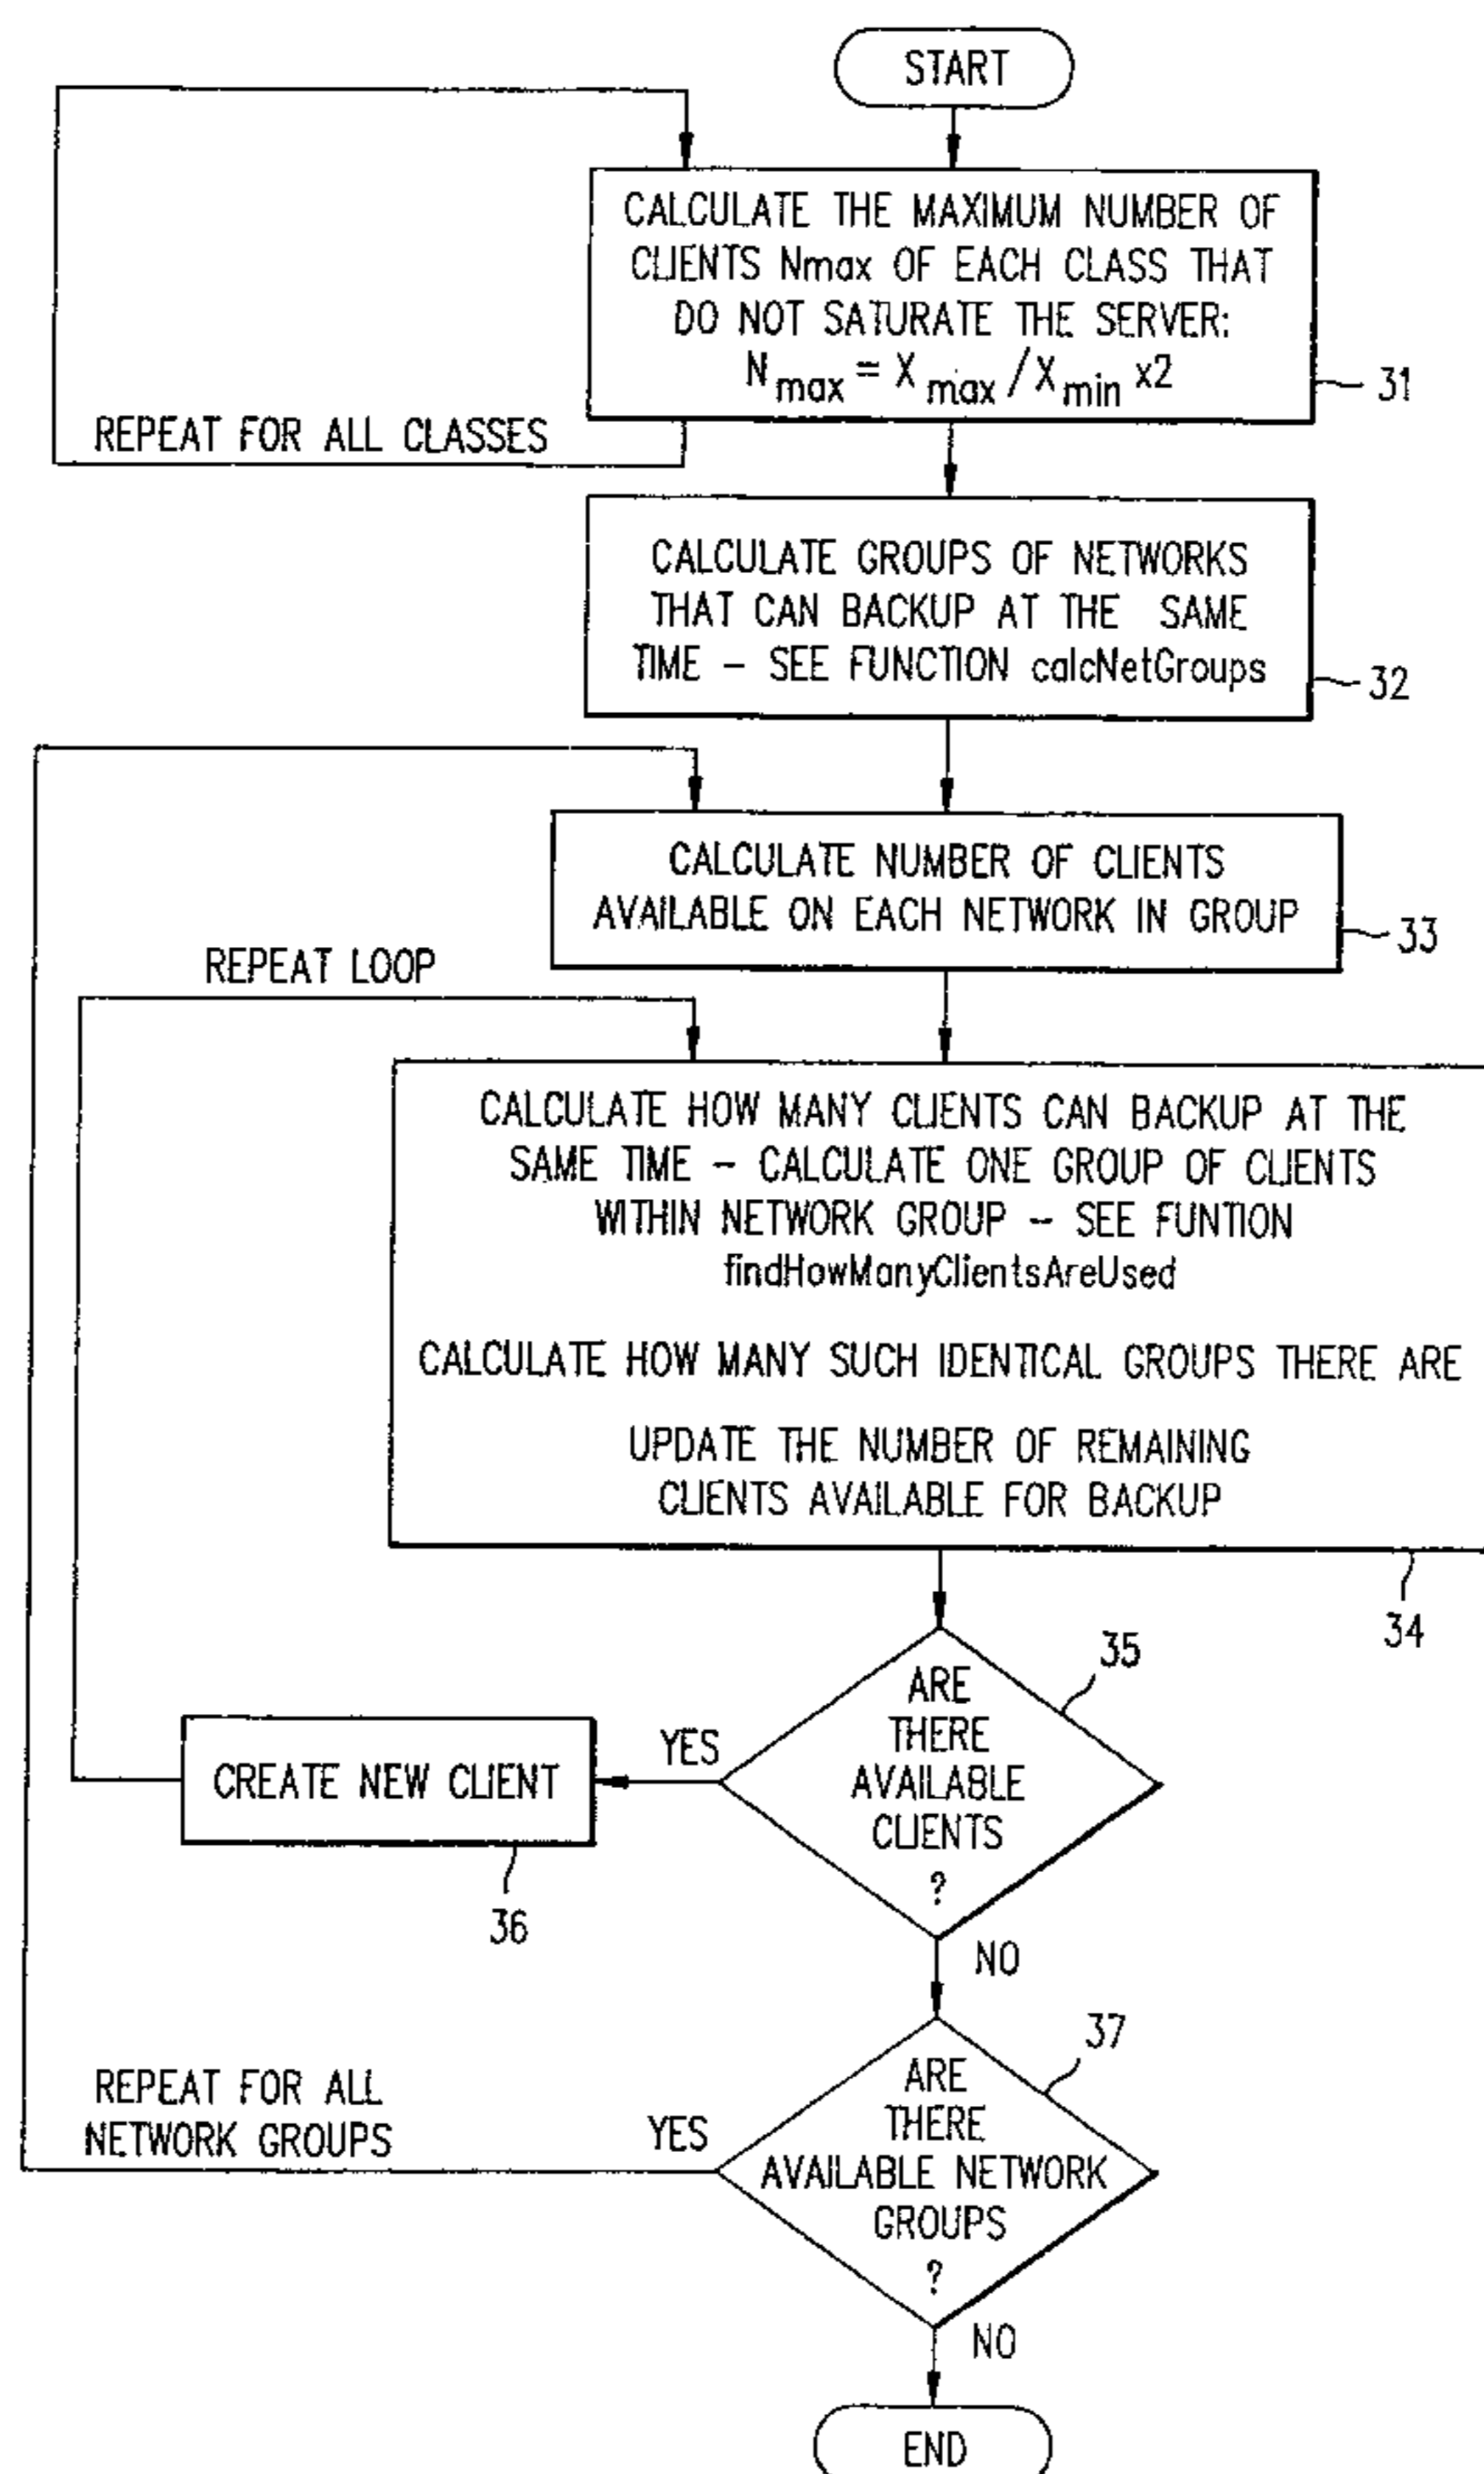 START
CALCULATE THE MAXIMUM NUMBER OF
CLIENTS Nmax OF EACH CLASS THAT
DO NOT SATURATE THE SERVER:
Nmax = Xmax / Xmin x2
31
REPEAT FOR ALL CLASSES
CALCULATE GROUPS OF NETWORKS
THAT CAN BACKUP AT THE SAME
TIME - SEE FUNCTION calcNetGroups
32
CALCULATE NUMBER OF CLIENTS
AVAILABLE ON EACH NETWORK IN GROUP
33
REPEAT LOOP
CALCULATE HOW MANY CLIENTS CAN BACKUP AT THE
SAME TIME - CALCULATE ONE GROUP OF CLIENTS
WITHIN NETWORK GROUP - SEE FUNTION
findHowManyClientsAreUsed
CALCULATE HOW MANY SUCH IDENTICAL GROUPS THERE ARE
UPDATE THE NUMBER OF REMAINING
CLIENTS AVAILABLE FOR BACKUP
34
35
ARE
THERE
AVAILABLE
CLIENTS
?
YES
CREATE NEW CLIENT
36
NO
37
ARE
THERE
AVAILABLE NETWORK
GROUPS
?
YES
REPEAT FOR ALL
NETWORK GROUPS
NO
END